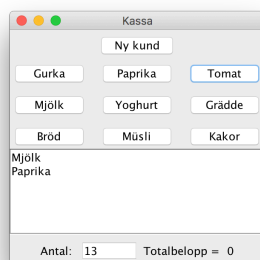 Kassa
Ny kund
Gurka Paprika Tomat
Mjölk Yoghurt Grädde
Bröd Müsli Kakor
Mjölk
Paprika
Antal: 13 Totalbelopp = 0